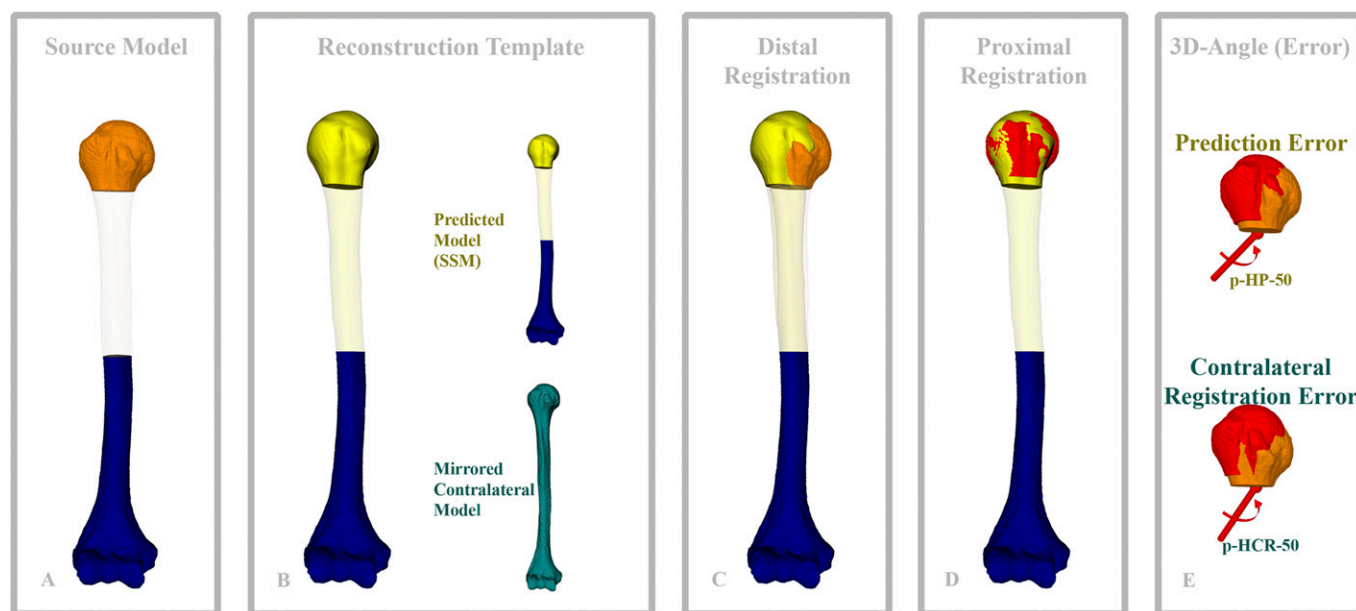 Source Model
A
Reconstruction Template
Predicted
Model
(SSM)
Mirrored
Contralateral
Model
B
Distal
Registration
C
Proximal
Registration
D
3D-Angle (Error)
Prediction Error
p-HP-50
Contralateral
Registration Error
p-HCR-50
E